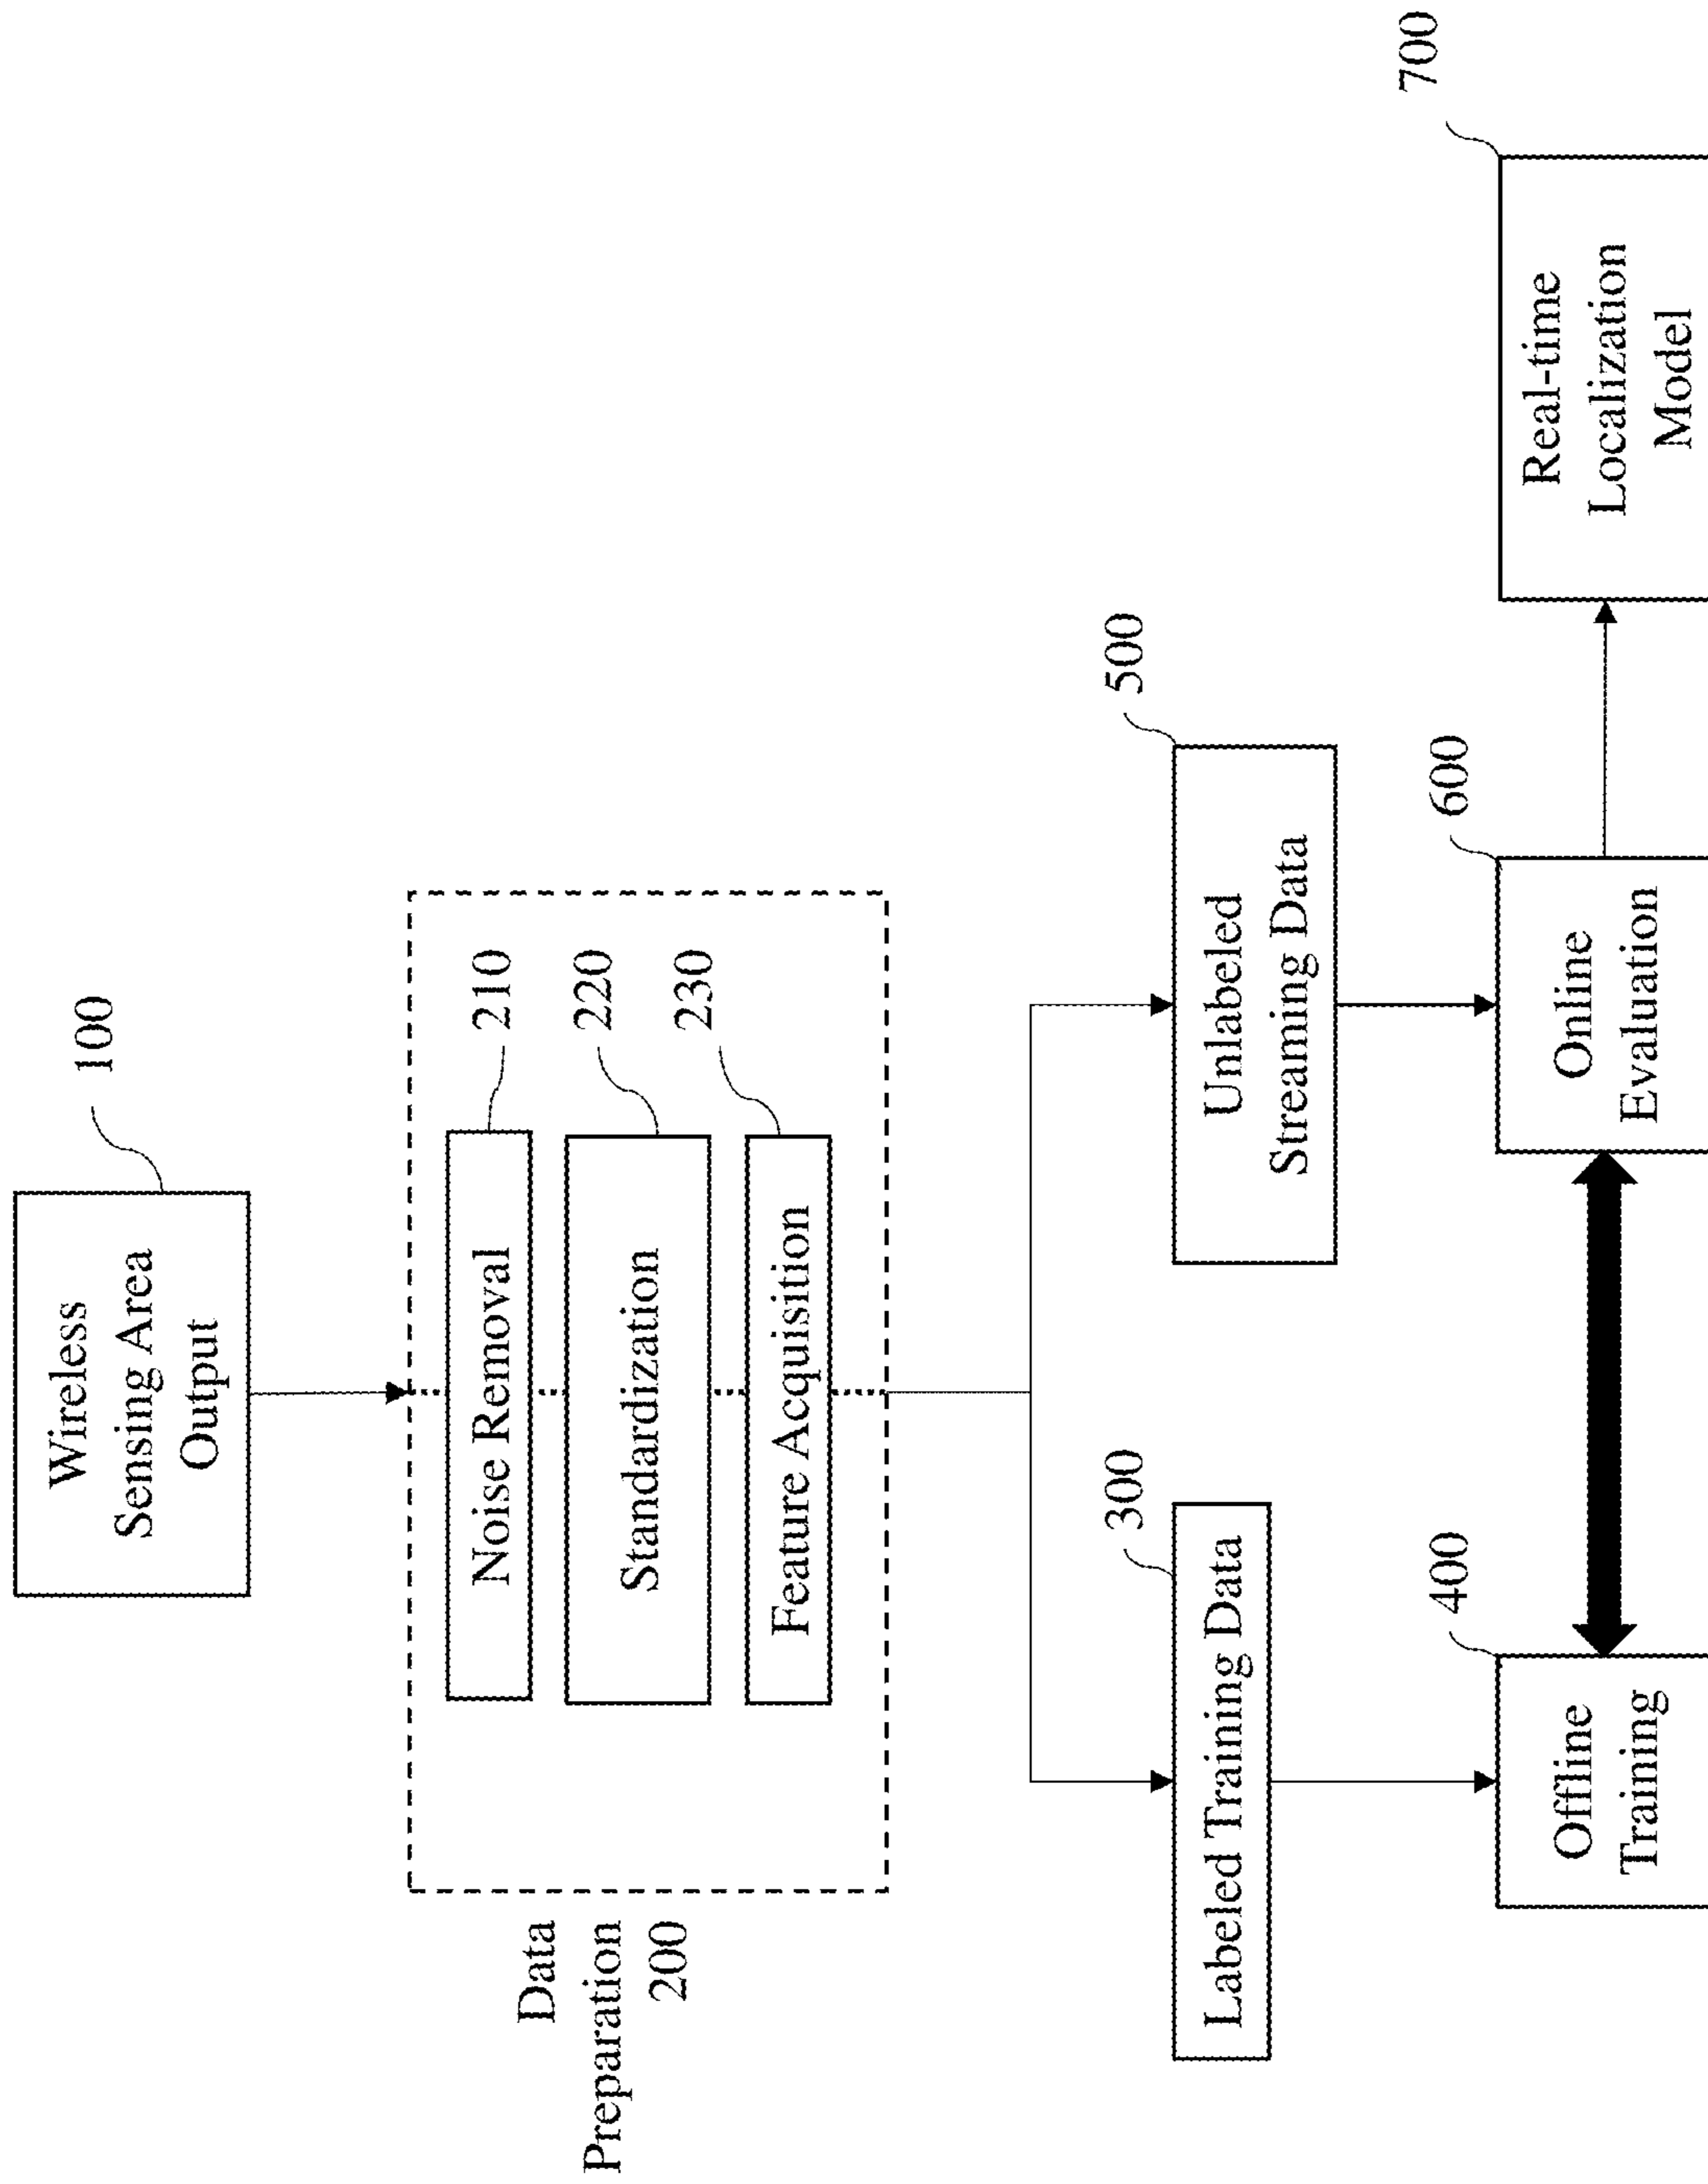 Wireless
Sensing Area
Output
100
Data
Preparation
200
Noise Removal
210
Standardization
220
Feature Acquisition
230
Labeled Training Data
300
Unlabeled
Streaming Data
500
Offline
Training
400
Online
Evaluation
600
Real-time
Localization
Model
700